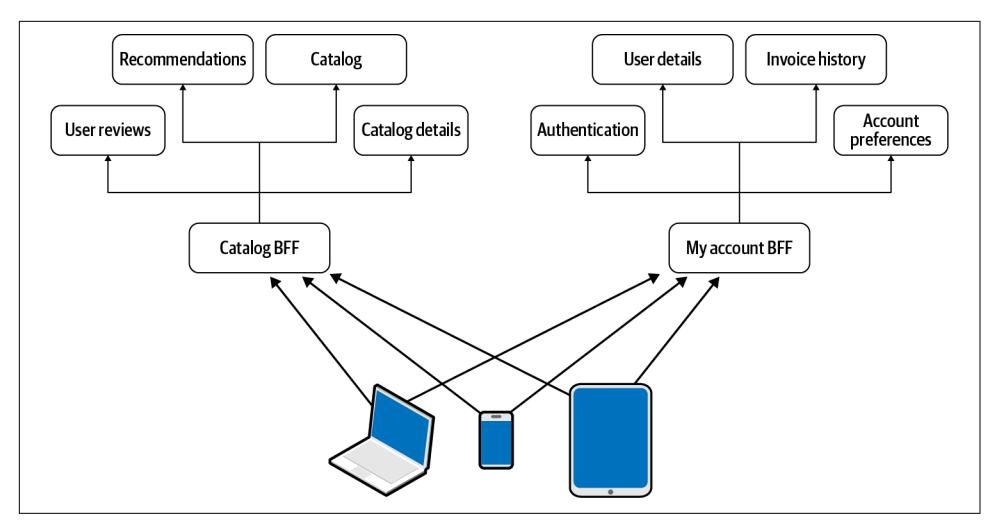 Recommendations
Catalog
User details
Invoice history
User reviews
Catalog details
Authentication
Account
preferences
Catalog BFF
My account BFF